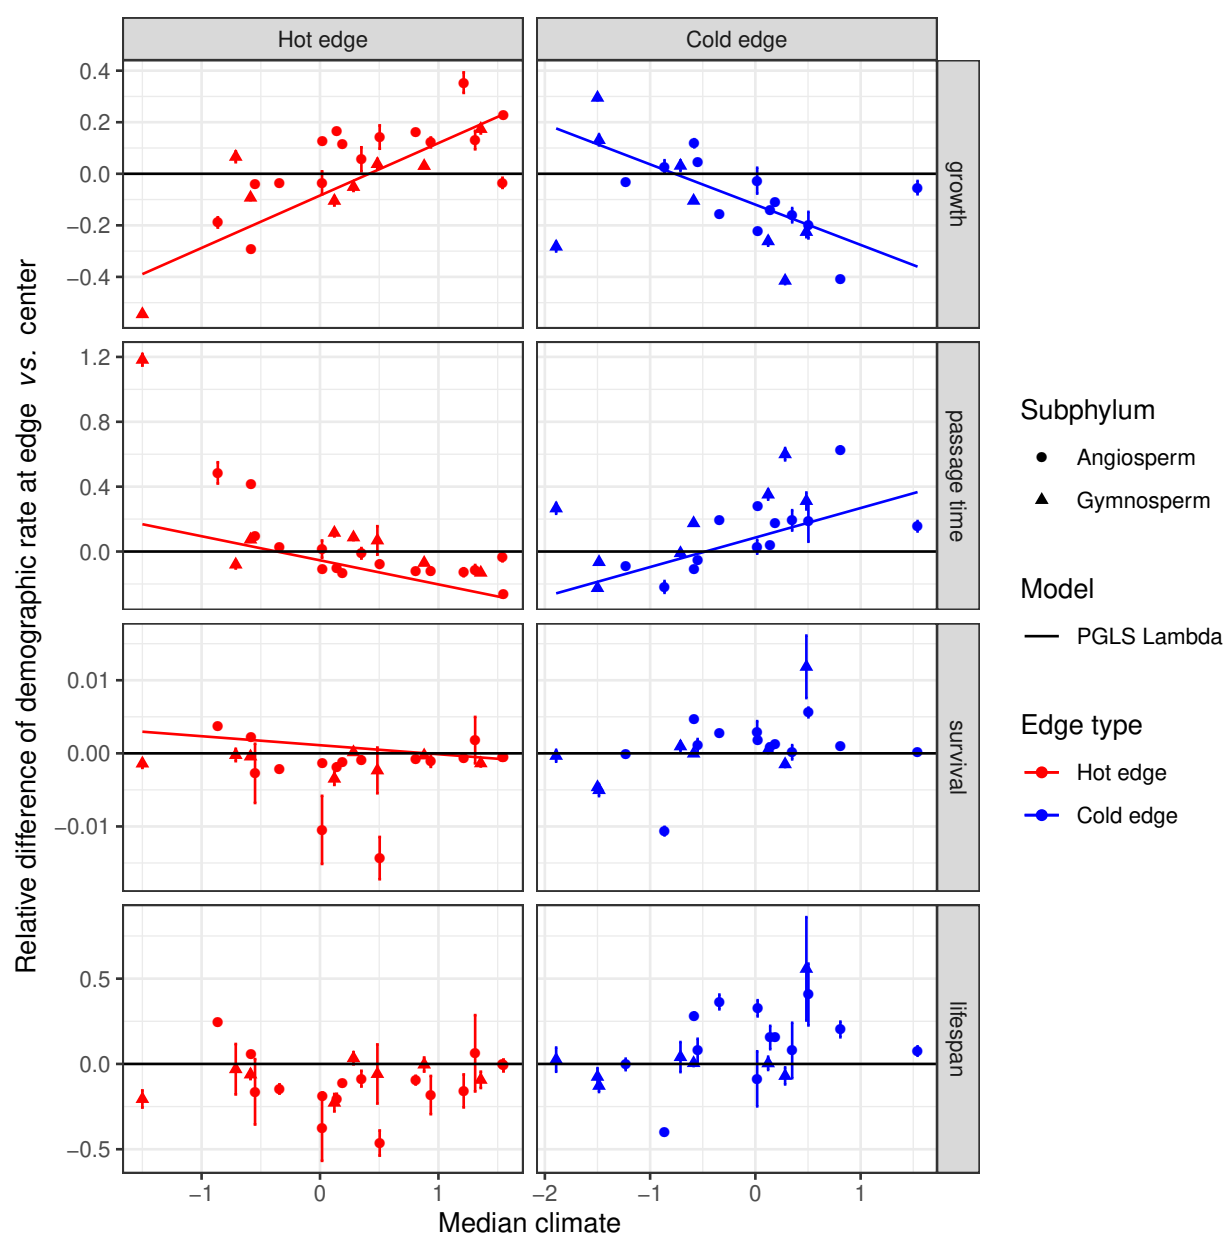 Hot edge
Cold edge
0.4
0.2
0.0
−0.2
−0.4
growth
1.2
0.8
0.4
0.0
passage time
0.01
0.00
−0.01
survival
0.5
0.0
−0.5
lifespan
−1
0
1
−2
−1
0
1
Median climate
Relative difference of demographic rate at edge vs. center
Subphylum
Angiosperm
Gymnosperm
Model
PGLS Lambda
Edge type
Hot edge
Cold edge